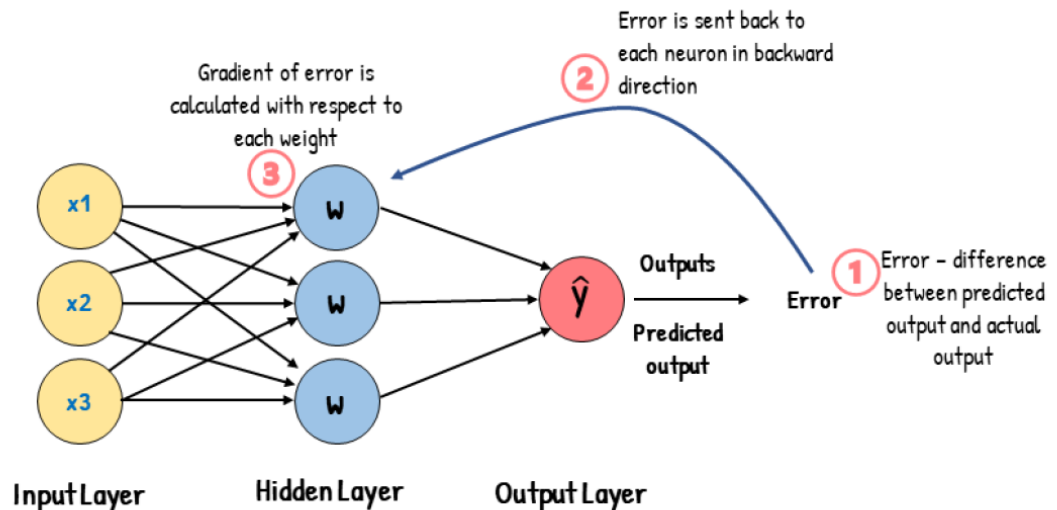 Error is sent back to
each neuron in backward
direction
2
Gradient of error is
calculated with respect to
each weight
3
x1
w
x2
w
x3
w
ŷ
Outputs
Predicted
output
Error
1
Error – difference
between predicted
output and actual
output
Input Layer
Hidden Layer
Output Layer